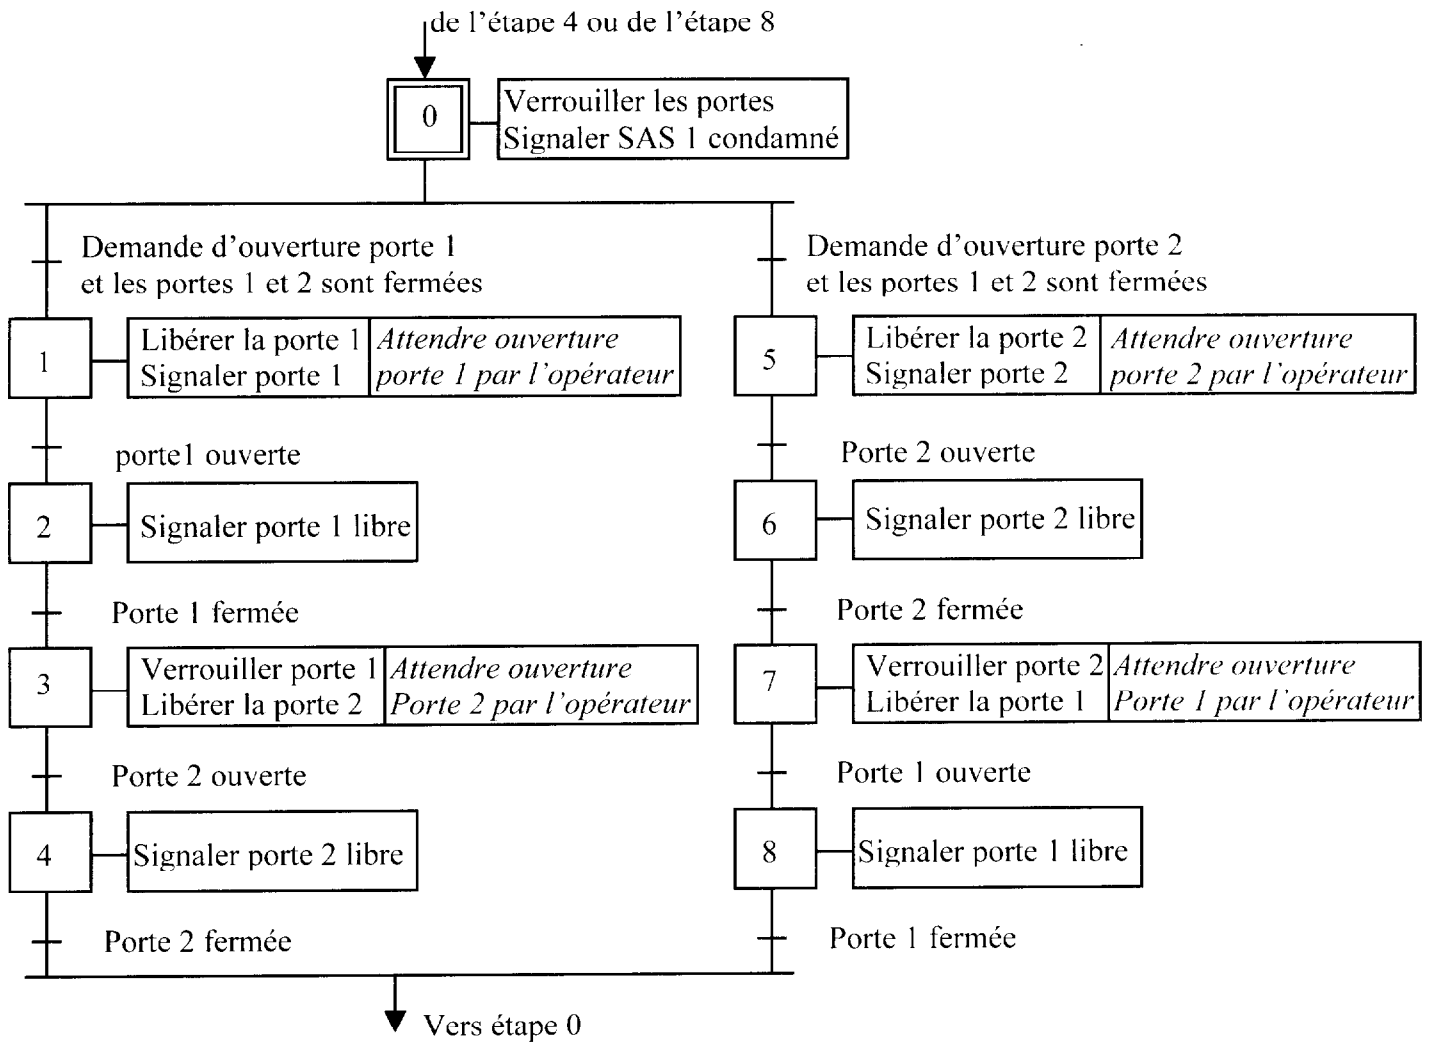 de l'étape 4 ou de l'étape 8
0
Verrouiller les portes
Signaler SAS 1 condamné
Demande d'ouverture porte 1
et les portes 1 et 2 sont fermées
Demande d'ouverture porte 2
et les portes 1 et 2 sont fermées
1
Libérer la porte 1
Signaler porte 1
Attendre ouverture
porte 1 par l'opérateur
5
Libérer la porte 2
Signaler porte 2
Attendre ouverture
porte 2 par l'opérateur
porte1 ouverte
Porte 2 ouverte
2
Signaler porte 1 libre
6
Signaler porte 2 libre
Porte 1 fermée
Porte 2 fermée
3
Verrouiller porte 1
Libérer la porte 2
Attendre ouverture
Porte 2 par l'opérateur
7
Verrouiller porte 2
Libérer la porte 1
Attendre ouverture
Porte 1 par l'opérateur
Porte 2 ouverte
Porte 1 ouverte
4
Signaler porte 2 libre
8
Signaler porte 1 libre
Porte 2 fermée
Porte 1 fermée
Vers étape 0